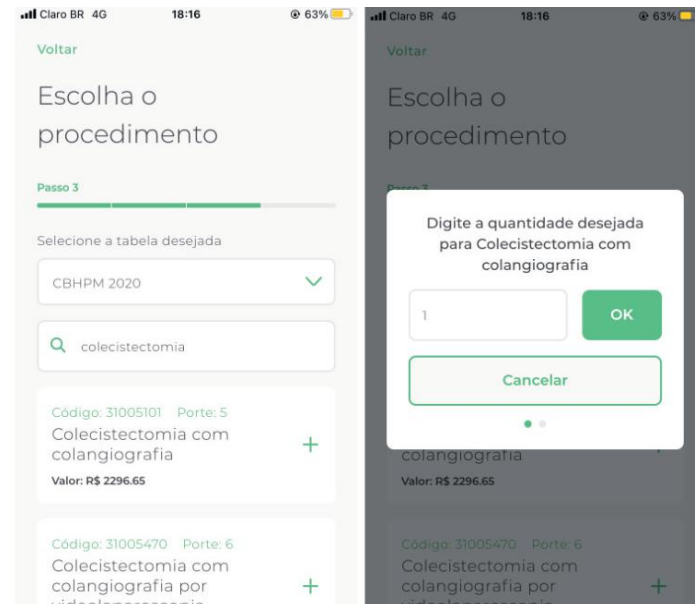 Claro BR 4G 18:16 63%
Voltar
Escolha o
procedimento
Passo 3
Selecione a tabela desejada
CBHPM 2020
colecistectomia
Código: 31005101 Porte: 5
Colecistectomia com
colangiografia
Valor: R$ 2296.65
Código: 31005470 Porte: 6
Colecistectomia com
colangiografia por
videolaparoscopia
Claro BR 4G 18:16 63%
Voltar
Escolha o
procedimento
Passo 3
Digite a quantidade desejada
para Colecistectomia com
colangiografia
1
OK
Cancelar
colangiografia
Valor: R$ 2296.65
Código: 31005470 Porte: 6
Colecistectomia com
colangiografia por